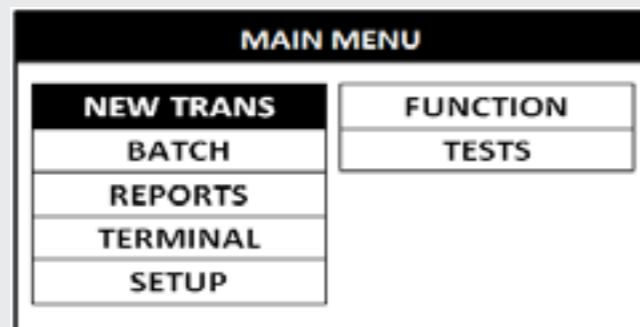 MAIN MENU
NEW TRANS
BATCH
REPORTS
TERMINAL
SETUP
FUNCTION
TESTS